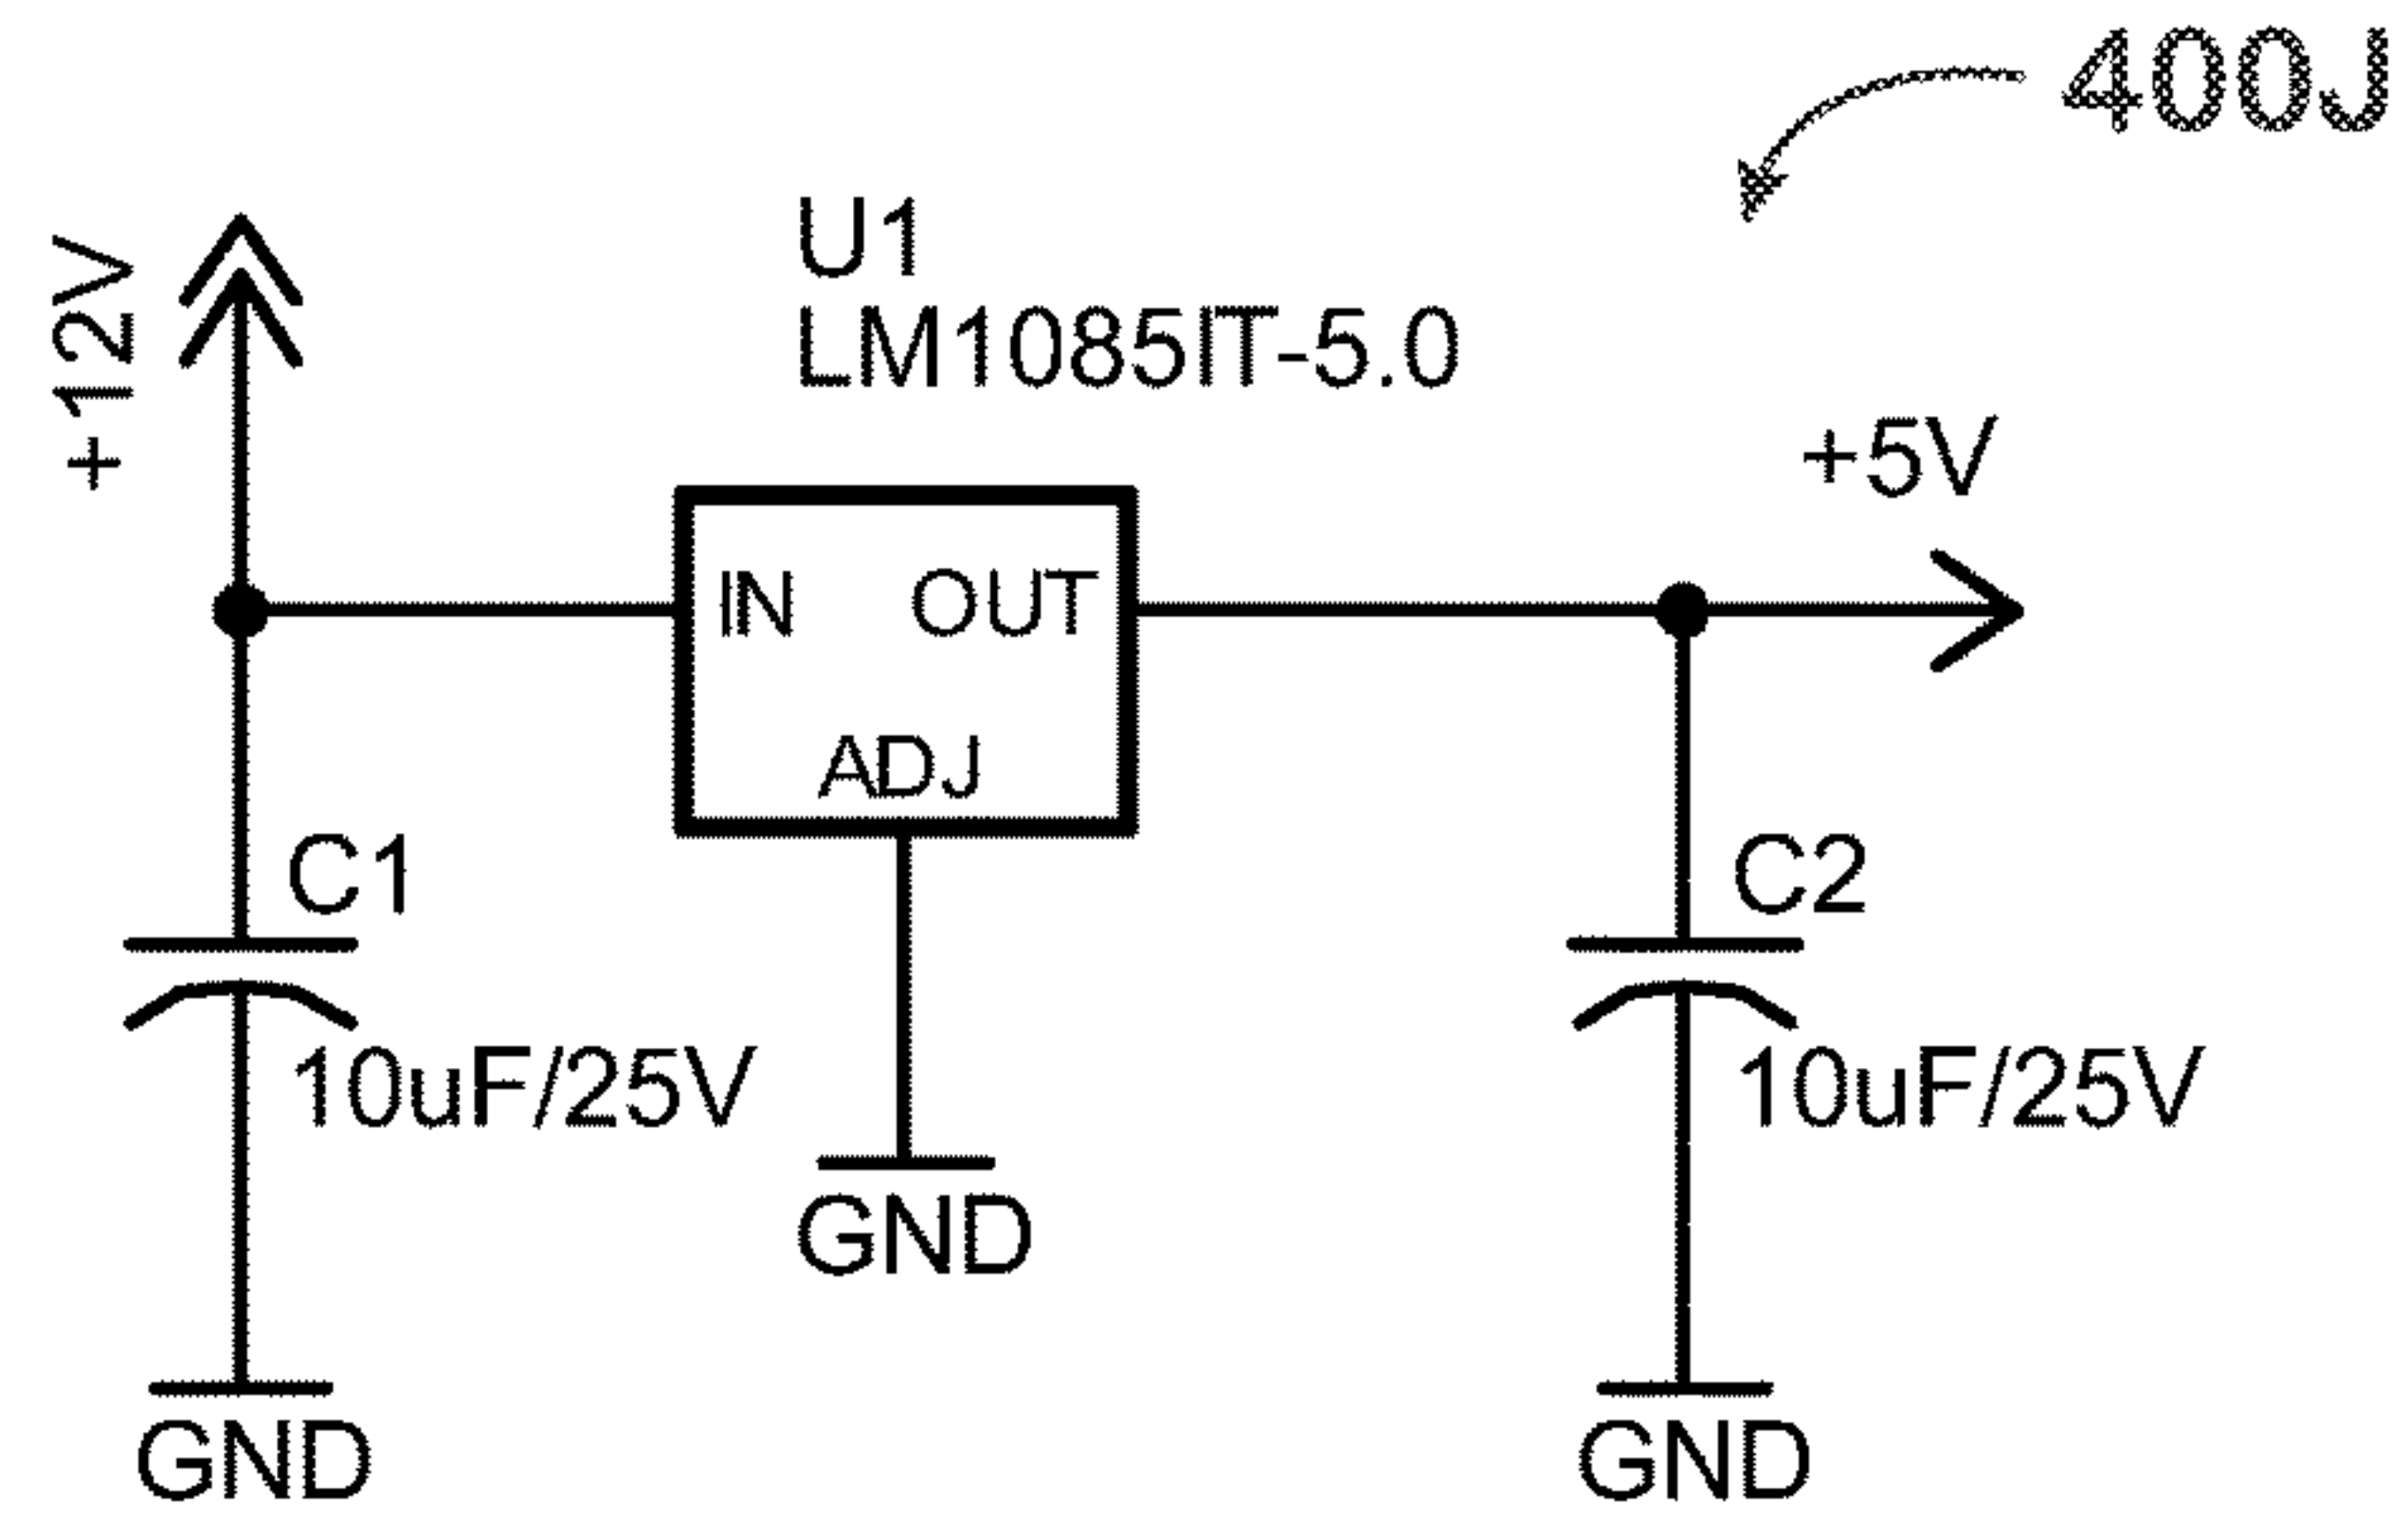 400J
+12V
U1
LM1085IT-5.0
+5V
IN OUT
ADJ
C1
C2
10uF/25V
10uF/25V
GND
GND
GND